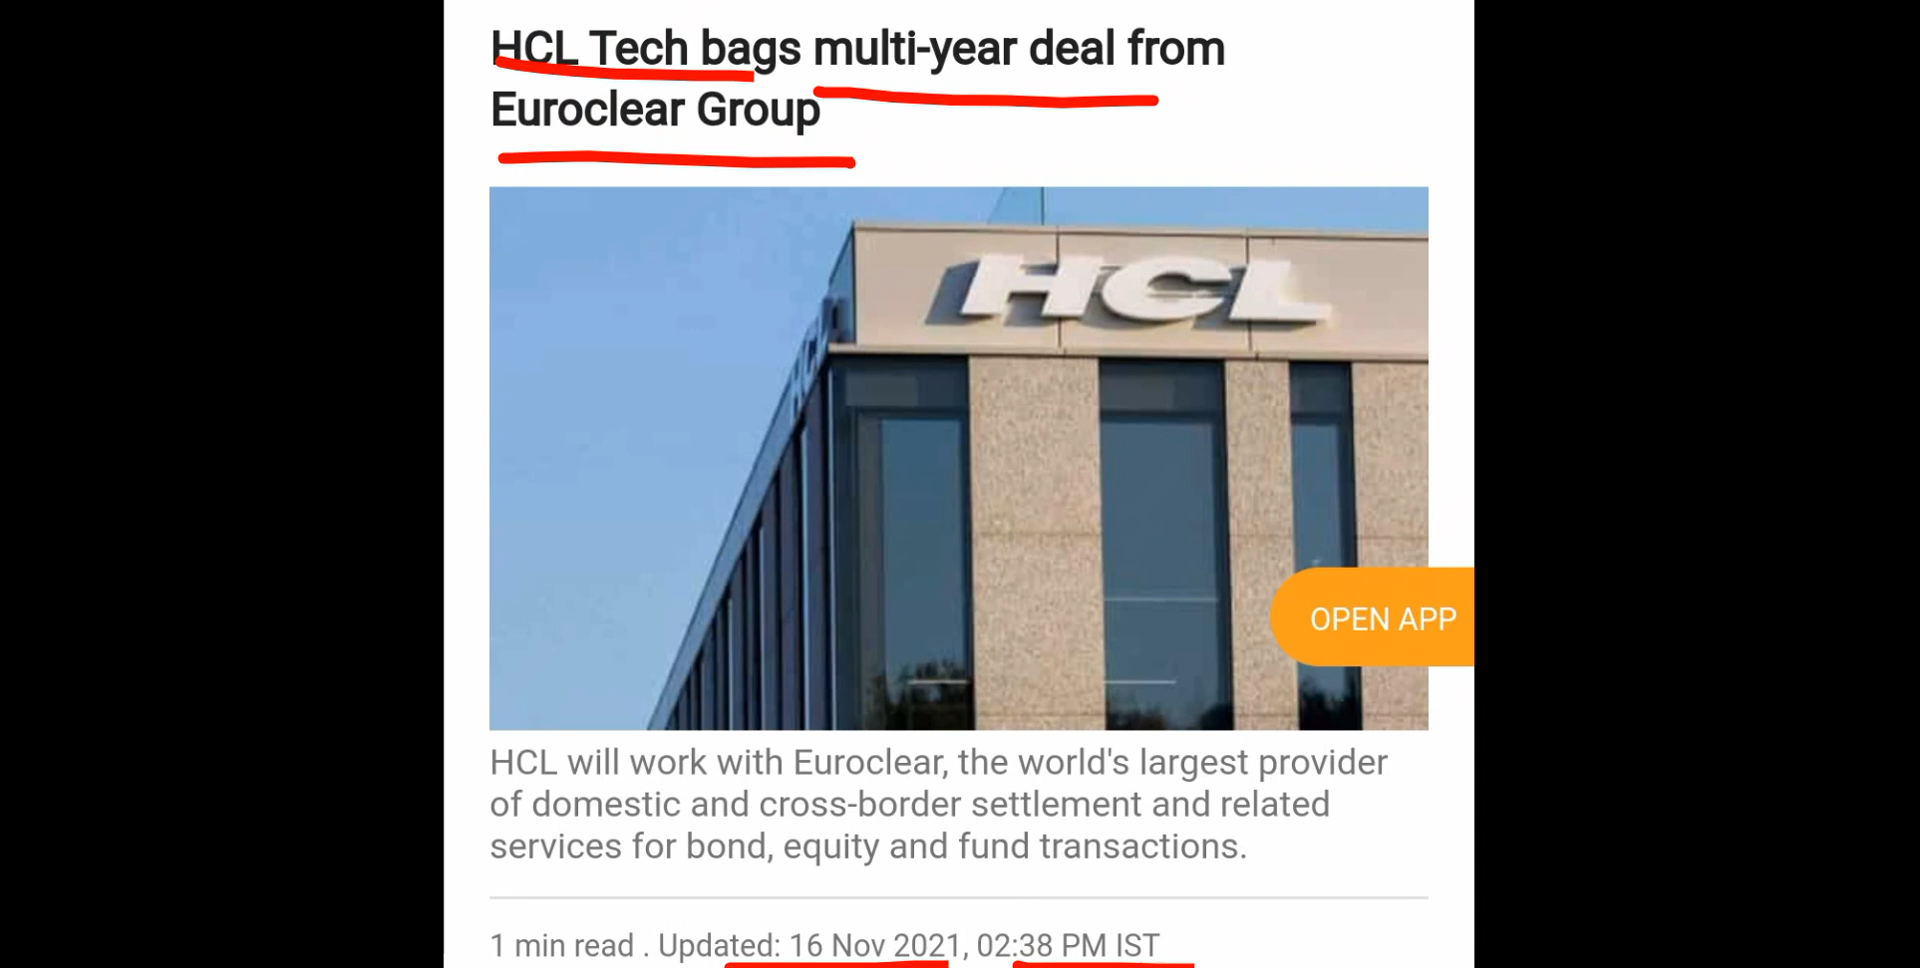 HCL Tech bags multi-year deal from
Euroclear Group
HCL
HCL
OPEN APP
HCL will work with Euroclear, the world's largest provider
of domestic and cross-border settlement and related
services for bond, equity and fund transactions.
1 min read . Updated: 16 Nov 2021, 02:38 PM IST